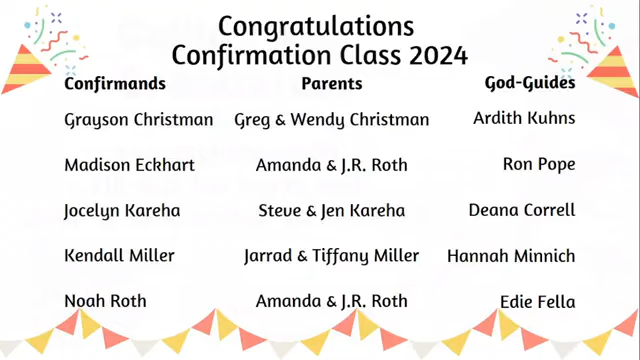 Congratulations
Confirmation Class 2024
Confirmands Parents God-Guides
Grayson Christman Greg & Wendy Christman Ardith Kuhns
Madison Eckhart Amanda & J.R. Roth Ron Pope
Jocelyn Kareha Steve & Jen Kareha Deana Correll
Kendall Miller Jarrad & Tiffany Miller Hannah Minnich
Noah Roth Amanda & J.R. Roth Edie Fella